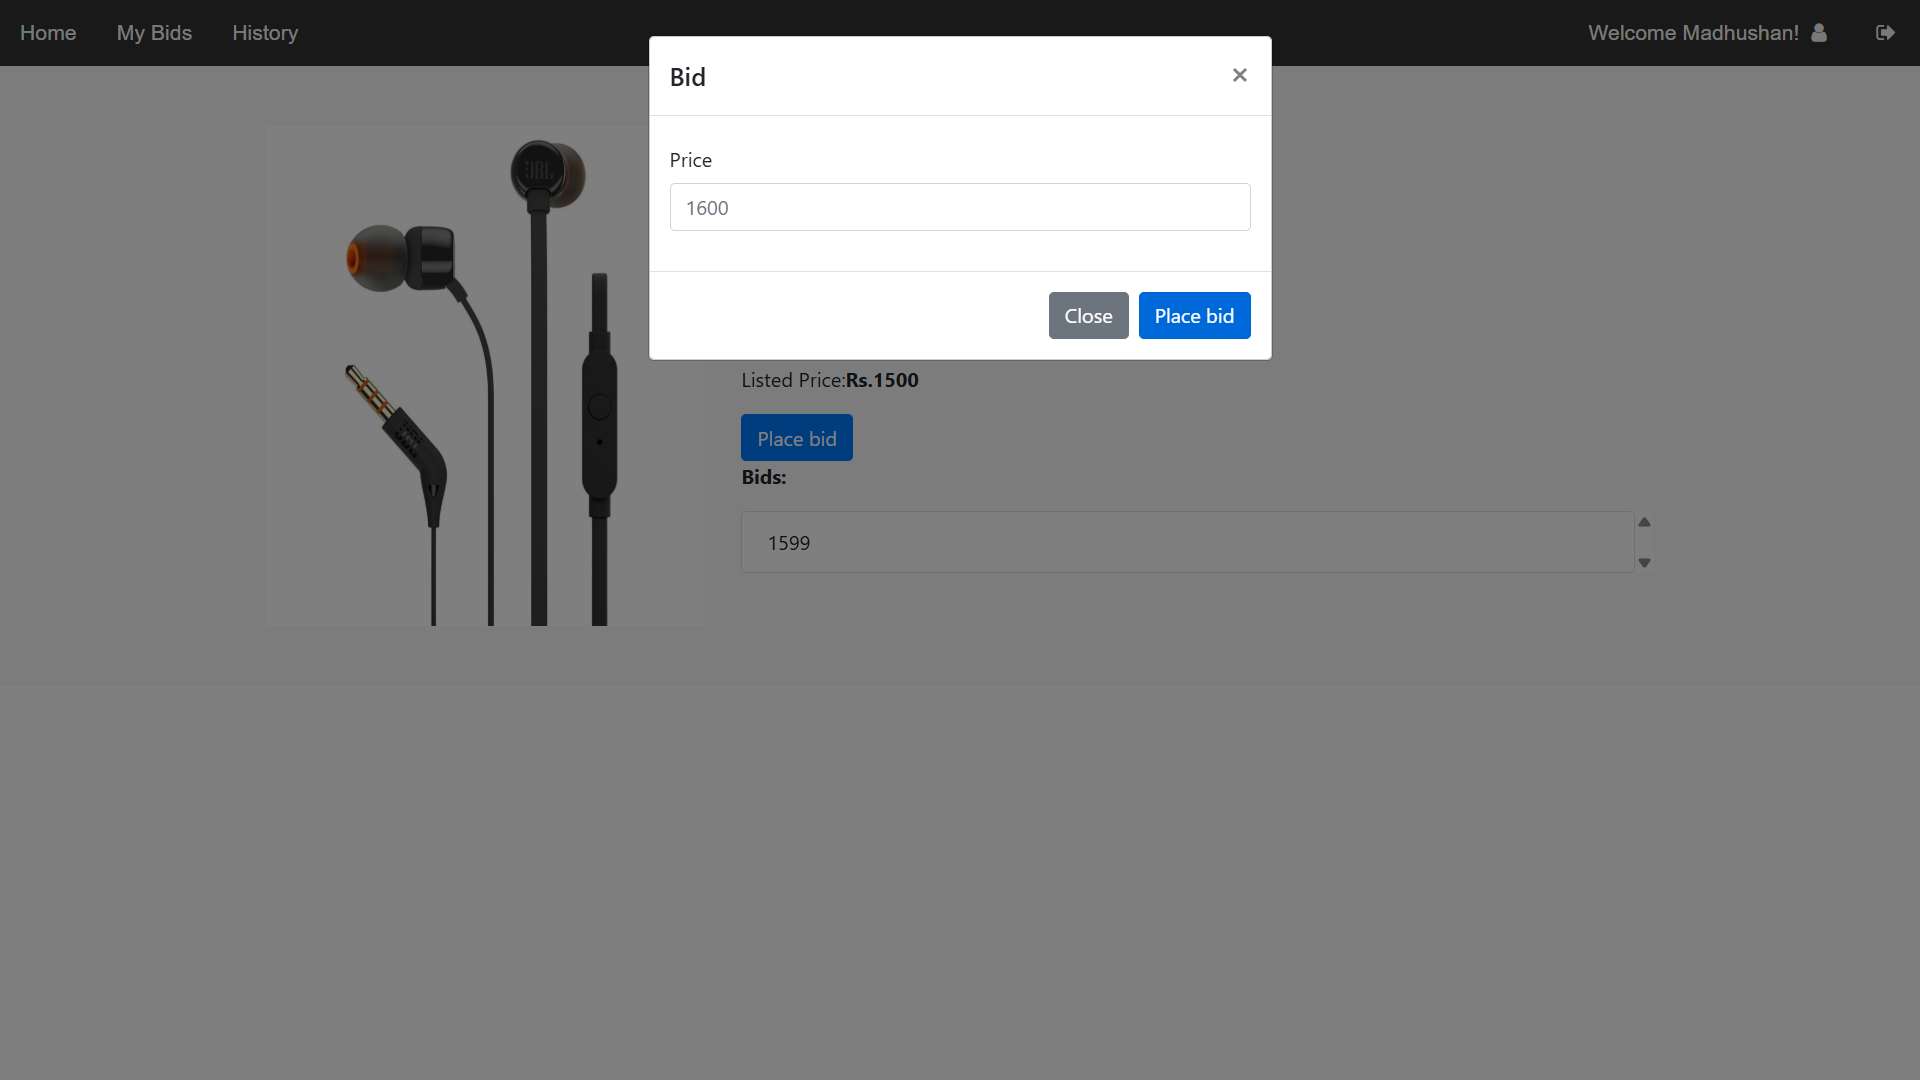 Home My Bids History Welcome Madhushan!
Bid ×
Price
1600
Close Place bid
JBL
Listed Price:Rs.1500
Place bid
Bids:
1599